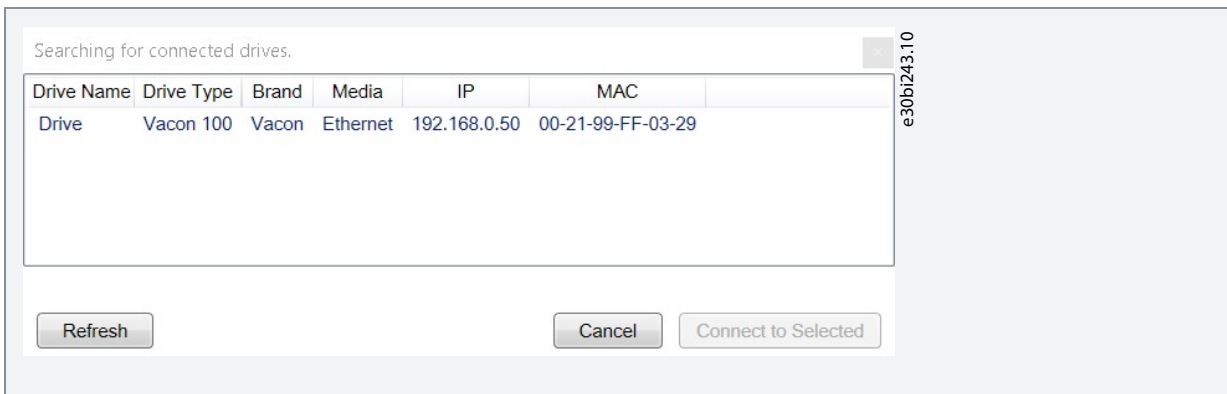 Searching for connected drives.
Drive Name Drive Type Brand Media IP MAC
Drive Vacon 100 Vacon Ethernet 192.168.0.50 00-21-99-FF-03-29
Refresh Cancel Connect to Selected
e30bi243.10